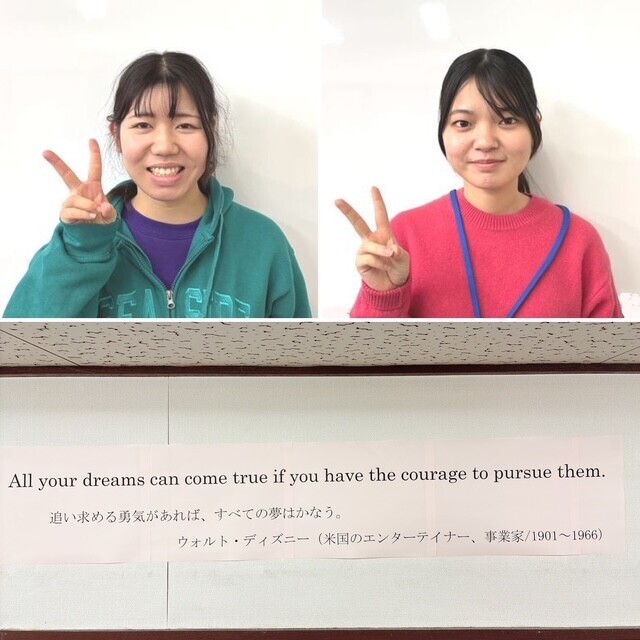 All your dreams can come true if you have the courage to pursue them.
追い求める勇気があれば、すべての夢はかなう。
ウォルト・ディズニー（米国のエンターテイナー、事業家/1901～1966）